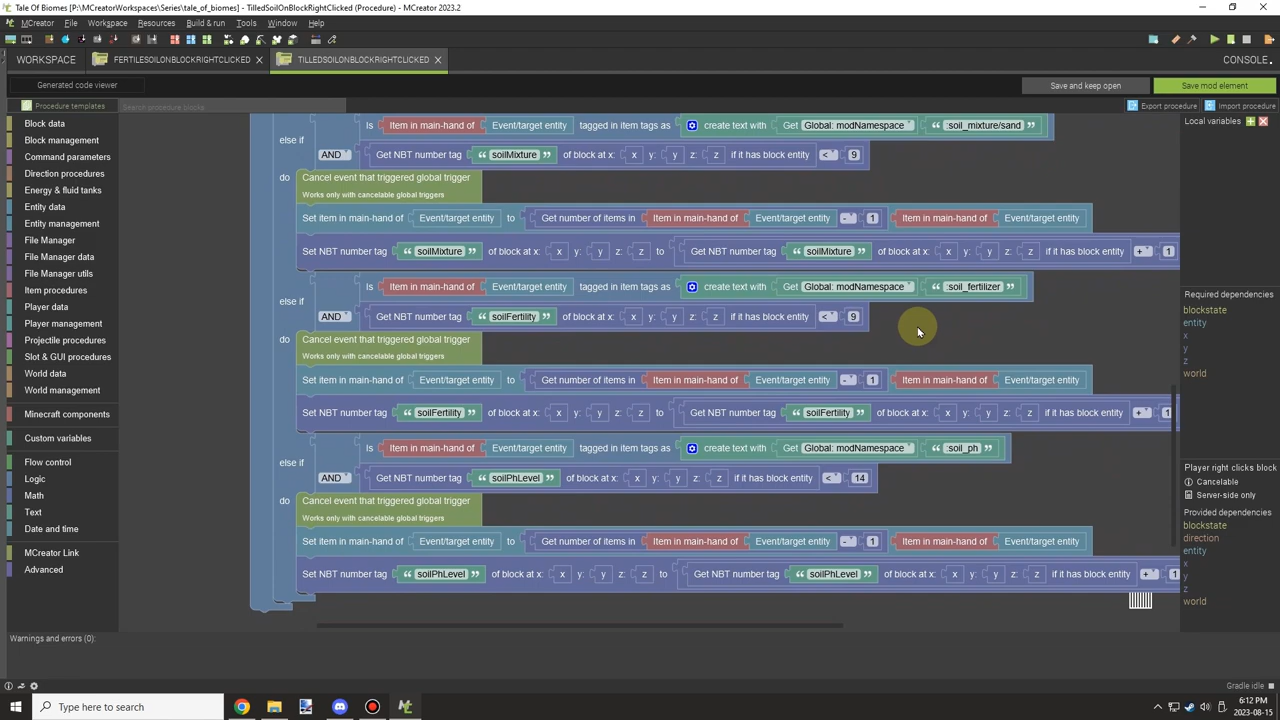 Tale Of Biomes [P:\MCreatorWorkspaces\Series\tale_of_biomes] - TilledSoilOnBlockRightClicked (Procedure) - MCreator 2023.2
MCreator File Workspace Resources Build & run Tools Window Help
WORKSPACE FERTILESOILONBLOCKRIGHTCLICKED TILLEDSOILONBLOCKRIGHTCLICKED CONSOLE
Generated code viewer Save and keep open Save mod element
Procedure templates Search procedure blocks Export procedure Import procedure
Block data
Block management
Command parameters
Direction procedures
Energy & fluid tanks
Entity data
Entity management
File Manager
File Manager data
File Manager utils
Item procedures
Player data
Player management
Projectile procedures
Slot & GUI procedures
World data
World management
Minecraft components
Custom variables
Flow control
Logic
Math
Text
Date and time
MCreator Link
Advanced
Is Item in main-hand of Event/target entity tagged in item tags as create text with Get Global: modNamespace “ :soil_mixture/sand ”
else if
AND Get NBT number tag “ soilMixture ” of block at x: x y: y z: z if it has block entity < 9
do Cancel event that triggered global trigger
Works only with cancelable global triggers
Set item in main-hand of Event/target entity to Get number of items in Item in main-hand of Event/target entity - 1 Item in main-hand of Event/target entity
Set NBT number tag “ soilMixture ” of block at x: x y: y z: z to Get NBT number tag “ soilMixture ” of block at x: x y: y z: z if it has block entity + 1
Is Item in main-hand of Event/target entity tagged in item tags as create text with Get Global: modNamespace “ :soil_fertilizer ”
else if
AND Get NBT number tag “ soilFertility ” of block at x: x y: y z: z if it has block entity < 9
do Cancel event that triggered global trigger
Works only with cancelable global triggers
Set item in main-hand of Event/target entity to Get number of items in Item in main-hand of Event/target entity - 1 Item in main-hand of Event/target entity
Set NBT number tag “ soilFertility ” of block at x: x y: y z: z to Get NBT number tag “ soilFertility ” of block at x: x y: y z: z if it has block entity + 1
Is Item in main-hand of Event/target entity tagged in item tags as create text with Get Global: modNamespace “ :soil_ph ”
else if
AND Get NBT number tag “ soilPhLevel ” of block at x: x y: y z: z if it has block entity < 14
do Cancel event that triggered global trigger
Works only with cancelable global triggers
Set item in main-hand of Event/target entity to Get number of items in Item in main-hand of Event/target entity - 1 Item in main-hand of Event/target entity
Set NBT number tag “ soilPhLevel ” of block at x: x y: y z: z to Get NBT number tag “ soilPhLevel ” of block at x: x y: y z: z if it has block entity + 1
Local variables
Required dependencies
blockstate
entity
x
y
z
world
Player right clicks block
Cancelable
Server-side only
Provided dependencies
blockstate
direction
entity
x
y
z
world
Warnings and errors (0):
Gradle idle
Type here to search
6:12 PM
2023-08-15